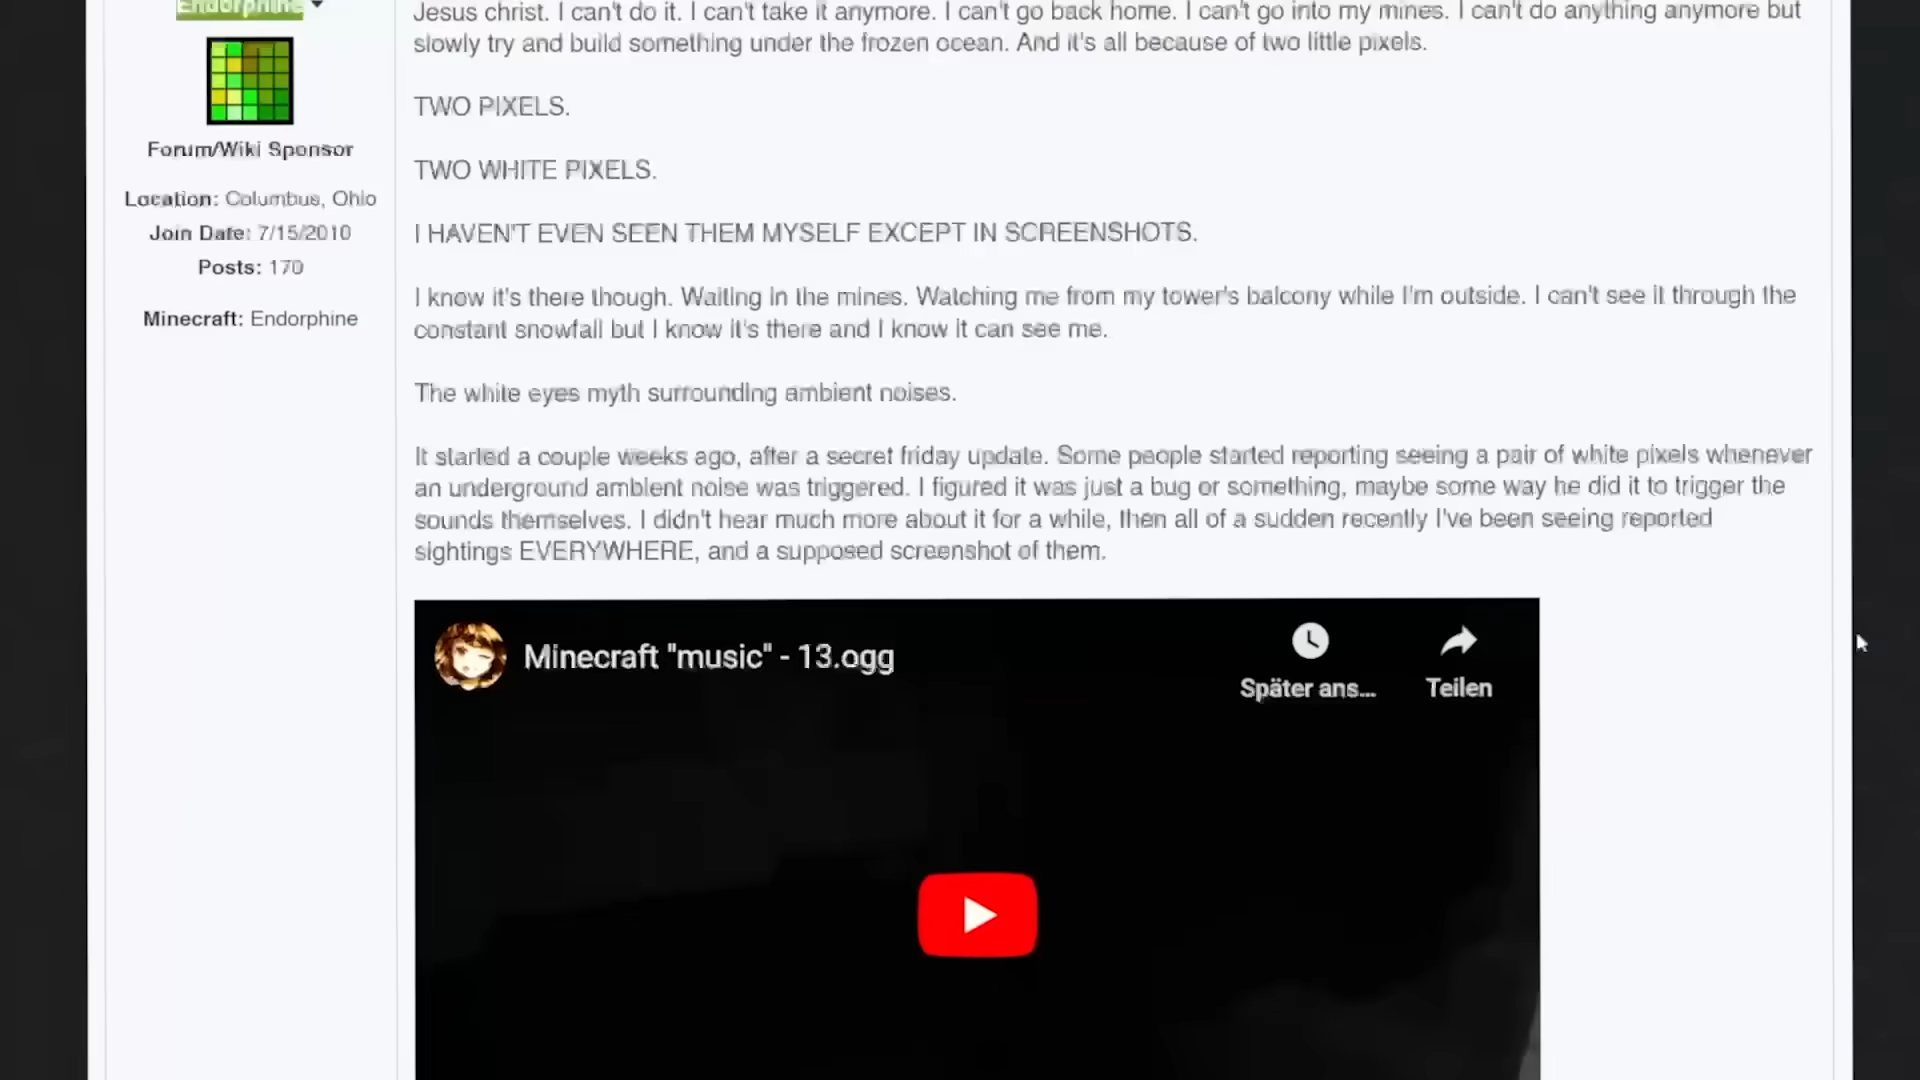 Endorphine
Jesus christ. I can't do it. I can't take it anymore. I can't go back home. I can't go into my mines. I can't do anything anymore but
slowly try and build something under the frozen ocean. And it's all because of two little pixels.
TWO PIXELS.
Forum/Wiki Sponsor
TWO WHITE PIXELS.
Location: Columbus, Ohio
Join Date: 7/15/2010
I HAVEN'T EVEN SEEN THEM MYSELF EXCEPT IN SCREENSHOTS.
Posts: 170
I know it's there though. Waiting in the mines. Watching me from my tower's balcony while I'm outside. I can't see it through the
Minecraft: Endorphine
constant snowfall but I know it's there and I know it can see me.
The white eyes myth surrounding ambient noises.
It started a couple weeks ago, after a secret friday update. Some people started reporting seeing a pair of white pixels whenever
an underground ambient noise was triggered. I figured it was just a bug or something, maybe some way he did it to trigger the
sounds themselves. I didn't hear much more about it for a while, then all of a sudden recently I've been seeing reported
sightings EVERYWHERE, and a supposed screenshot of them.
Minecraft "music" - 13.ogg
Später ans...
Teilen